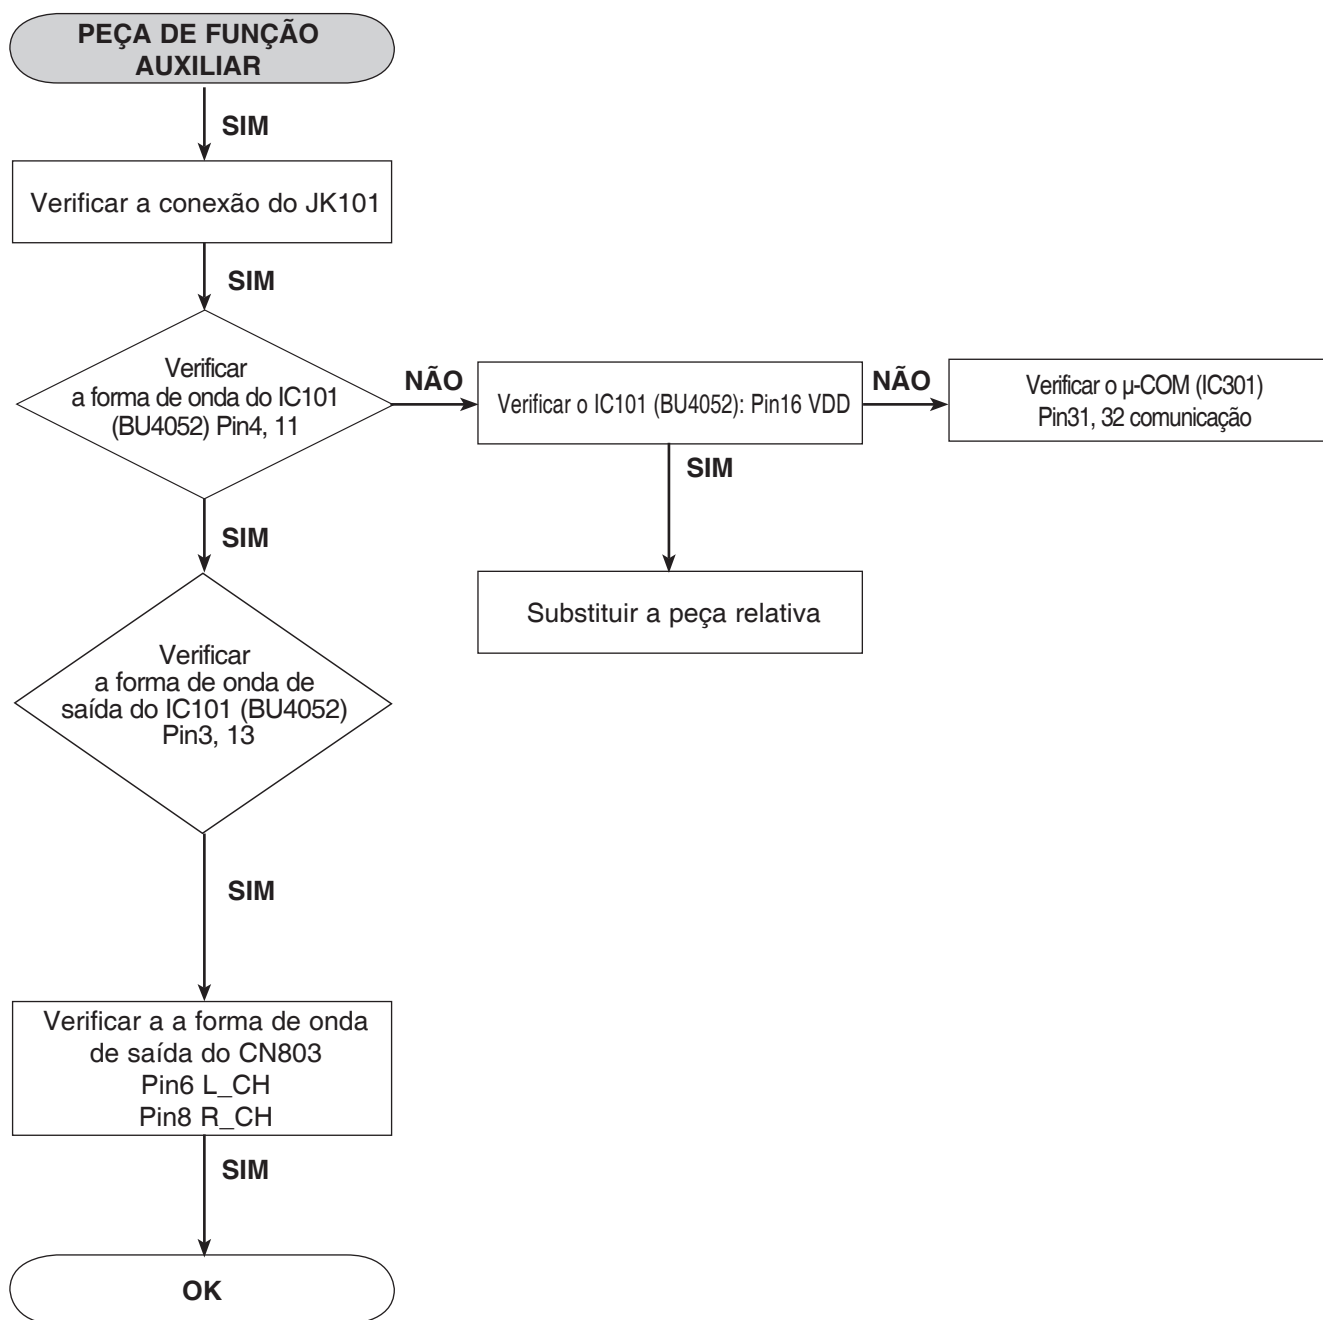 PEÇA DE FUNÇÃO
AUXILIAR
SIM
Verificar a conexão do JK101
SIM
Verificar
a forma de onda do IC101
(BU4052) Pin4, 11
NÃO
Verificar o IC101 (BU4052): Pin16 VDD
NÃO
Verificar o µ-COM (IC301)
Pin31, 32 comunicação
SIM
Substituir a peça relativa
SIM
Verificar
a forma de onda de
saída do IC101 (BU4052)
Pin3, 13
SIM
Verificar a a forma de onda
de saída do CN803
Pin6 L_CH
Pin8 R_CH
SIM
OK